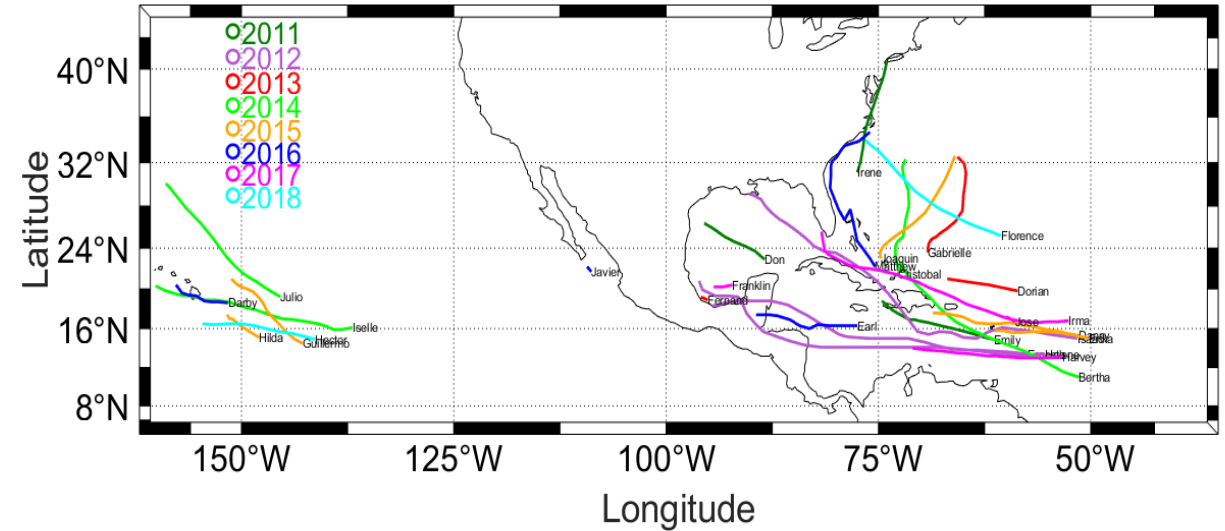 2011
2012
2013
2014
2015
2016
2017
2018
40°N
32°N
24°N
16°N
8°N
Latitude
Irene
Florence
Gabrielle
Joaquin
Matthew
Cristobal
Don
Javier
Franklin
Fernand
Dorian
Julio
Darby
Iselle
Hilda
Guillermo
Hector
Earl
Jose
Irma
Emily
Harvey
Bertha
150°W
125°W
100°W
75°W
50°W
Longitude